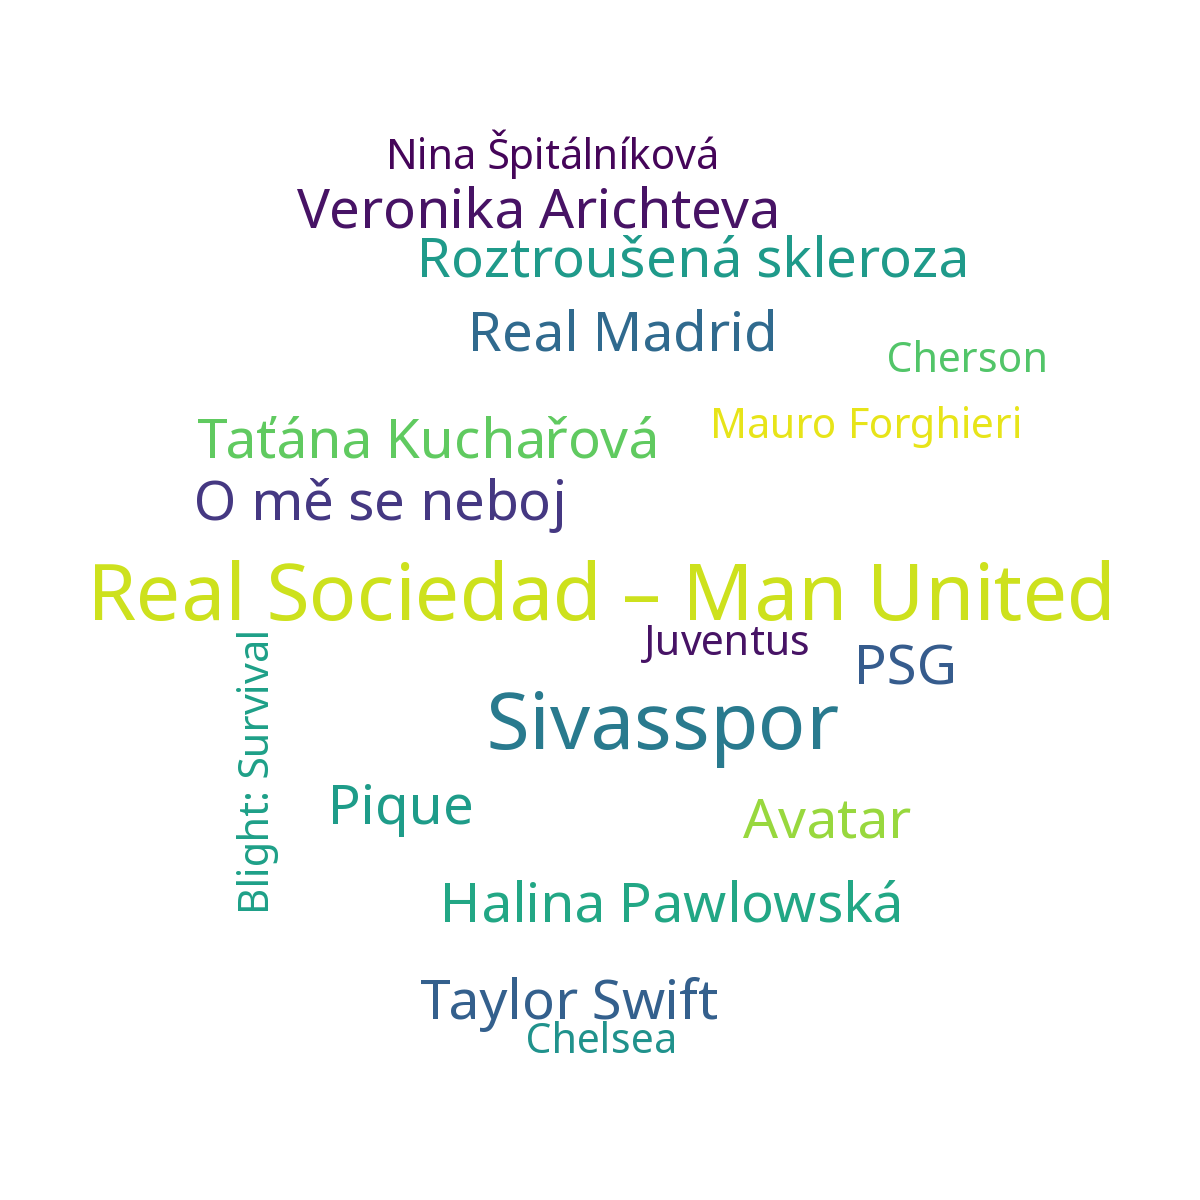 Nina Špitálníková
Veronika Arichteva
Roztroušená skleroza
Real Madrid
Cherson
Mauro Forghieri
Taťána Kuchařová
O mě se neboj
Real Sociedad – Man United
Juventus
PSG
Blight: Survival
Sivasspor
Pique
Avatar
Halina Pawlowská
Taylor Swift
Chelsea